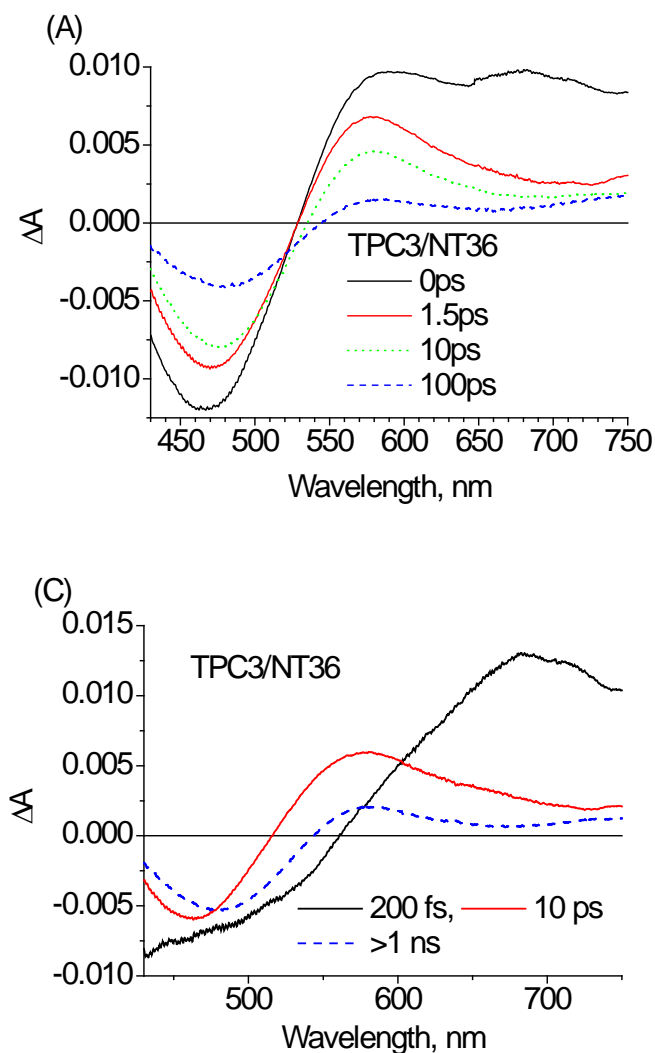 (A)
0.010
0.005
0.000
-0.005
-0.010
ΔA
TPC3/NT36
0ps
1.5ps
10ps
100ps
450 500 550 600 650 700 750
Wavelength, nm
(C)
0.015
0.010
0.005
0.000
-0.005
-0.010
ΔA
TPC3/NT36
200 fs, 10 ps
>1 ns
500 600 700
Wavelength, nm